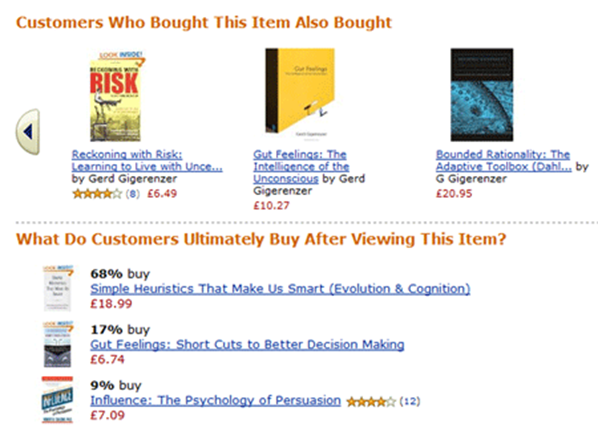 Customers Who Bought This Item Also Bought
LOOK INSIDE!
RECKONING WITH
RISK
Gut Feelings
Reckoning with Risk:
Learning to Live with Unce...
by Gerd Gigerenzer
(8) £6.49
Gut Feelings: The
Intelligence of the
Unconscious by Gerd
Gigerenzer
£10.27
Bounded Rationality: The
Adaptive Toolbox (Dahl... by
G Gigerenzer
£20.95
What Do Customers Ultimately Buy After Viewing This Item?
68% buy
Simple Heuristics That Make Us Smart (Evolution & Cognition)
£18.99
17% buy
Gut Feelings: Short Cuts to Better Decision Making
£6.74
INFLUENCE
9% buy
Influence: The Psychology of Persuasion (12)
£7.09